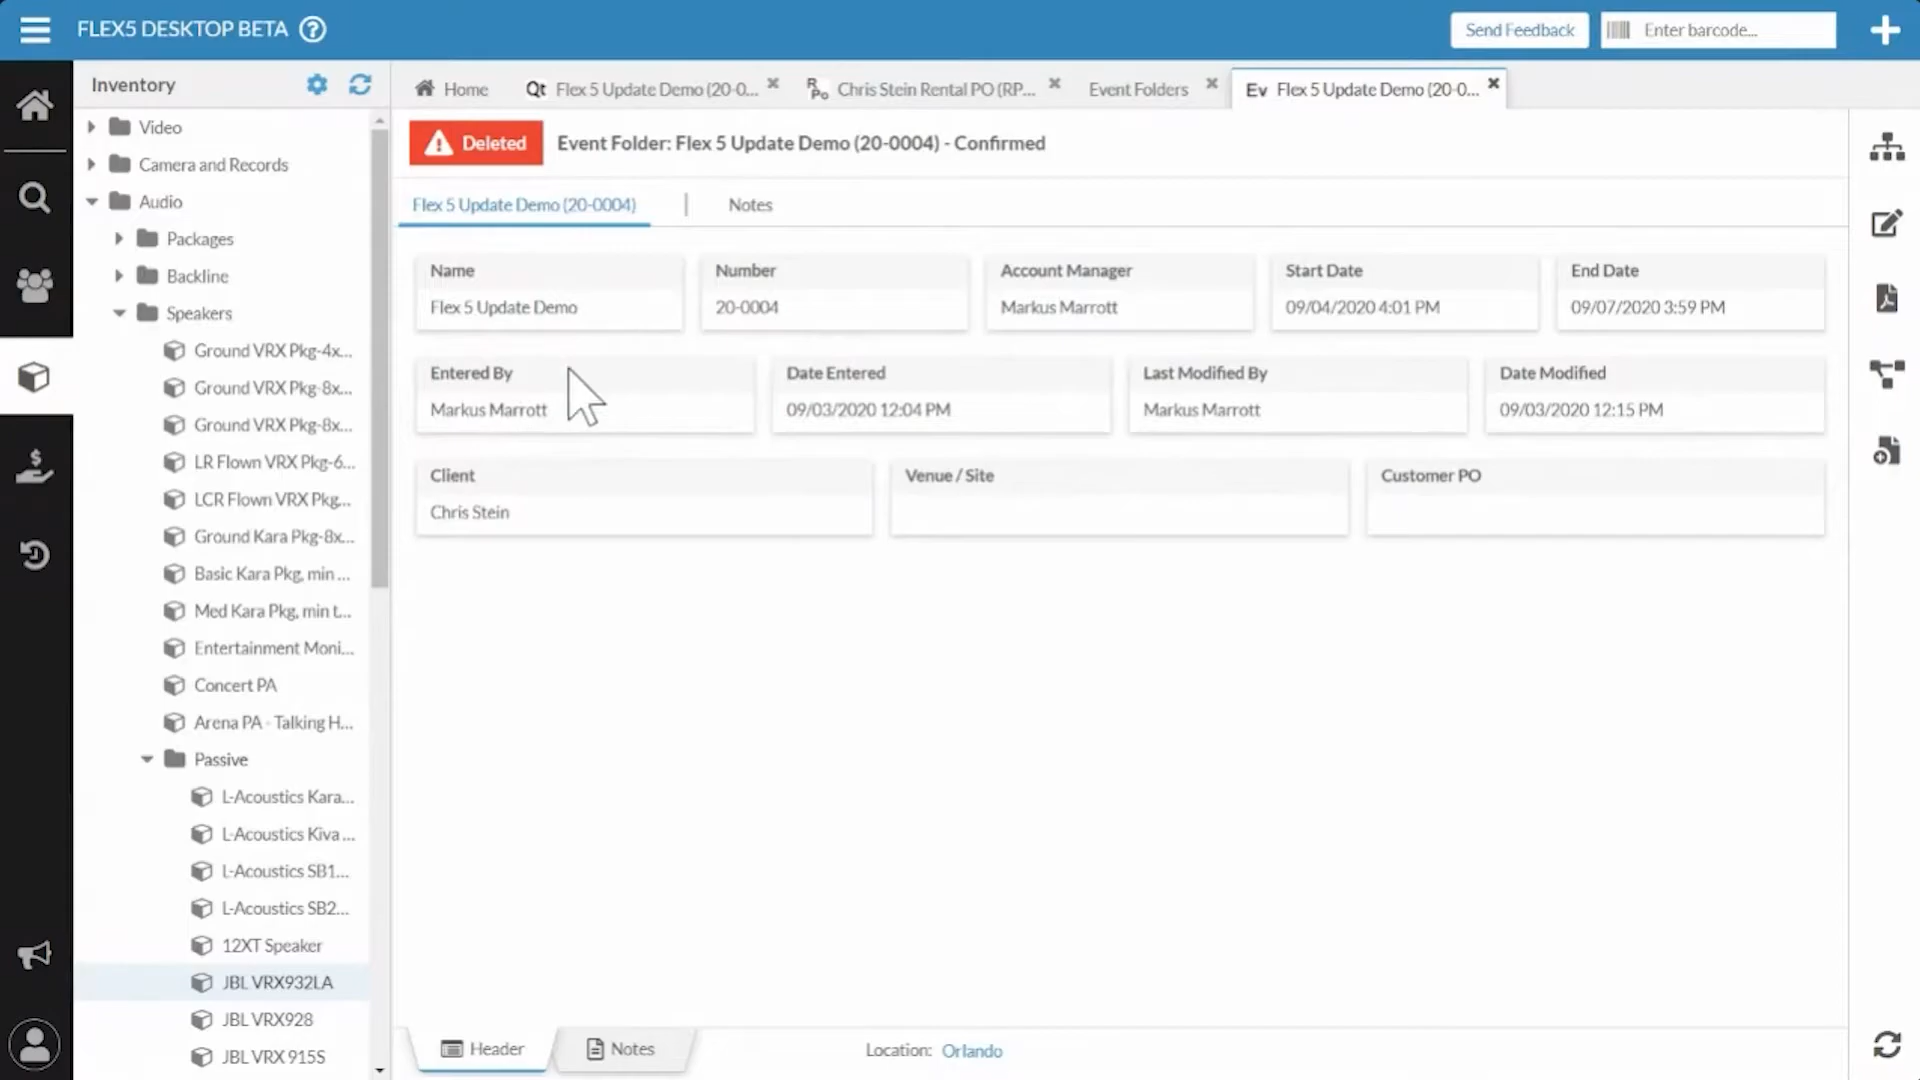 FLEX5 DESKTOP BETA ?
Send Feedback
Enter barcode...
Inventory
Home
Qt Flex 5 Update Demo (20-0...
RPo Chris Stein Rental PO (RP...
Event Folders
Ev Flex 5 Update Demo (20-0...
Deleted
Event Folder: Flex 5 Update Demo (20-0004) - Confirmed
Flex 5 Update Demo (20-0004) | Notes
Video
Camera and Records
Audio
Packages
Backline
Speakers
Ground VRX Pkg-4x...
Ground VRX Pkg-8x...
Ground VRX Pkg-8x...
LR Flown VRX Pkg-6...
LCR Flown VRX Pkg...
Ground Kara Pkg-8x...
Basic Kara Pkg, min ...
Med Kara Pkg, min t...
Entertainment Moni...
Concert PA
Arena PA - Talking H...
Passive
L-Acoustics Kara...
L-Acoustics Kiva ...
L-Acoustics SB1...
L-Acoustics SB2...
12XT Speaker
JBL VRX932LA
JBL VRX928
JBL VRX 915S
Name
Flex 5 Update Demo
Number
20-0004
Account Manager
Markus Marrott
Start Date
09/04/2020 4:01 PM
End Date
09/07/2020 3:59 PM
Entered By
Markus Marrott
Date Entered
09/03/2020 12:04 PM
Last Modified By
Markus Marrott
Date Modified
09/03/2020 12:15 PM
Client
Chris Stein
Venue / Site
Customer PO
Header
Notes
Location: Orlando